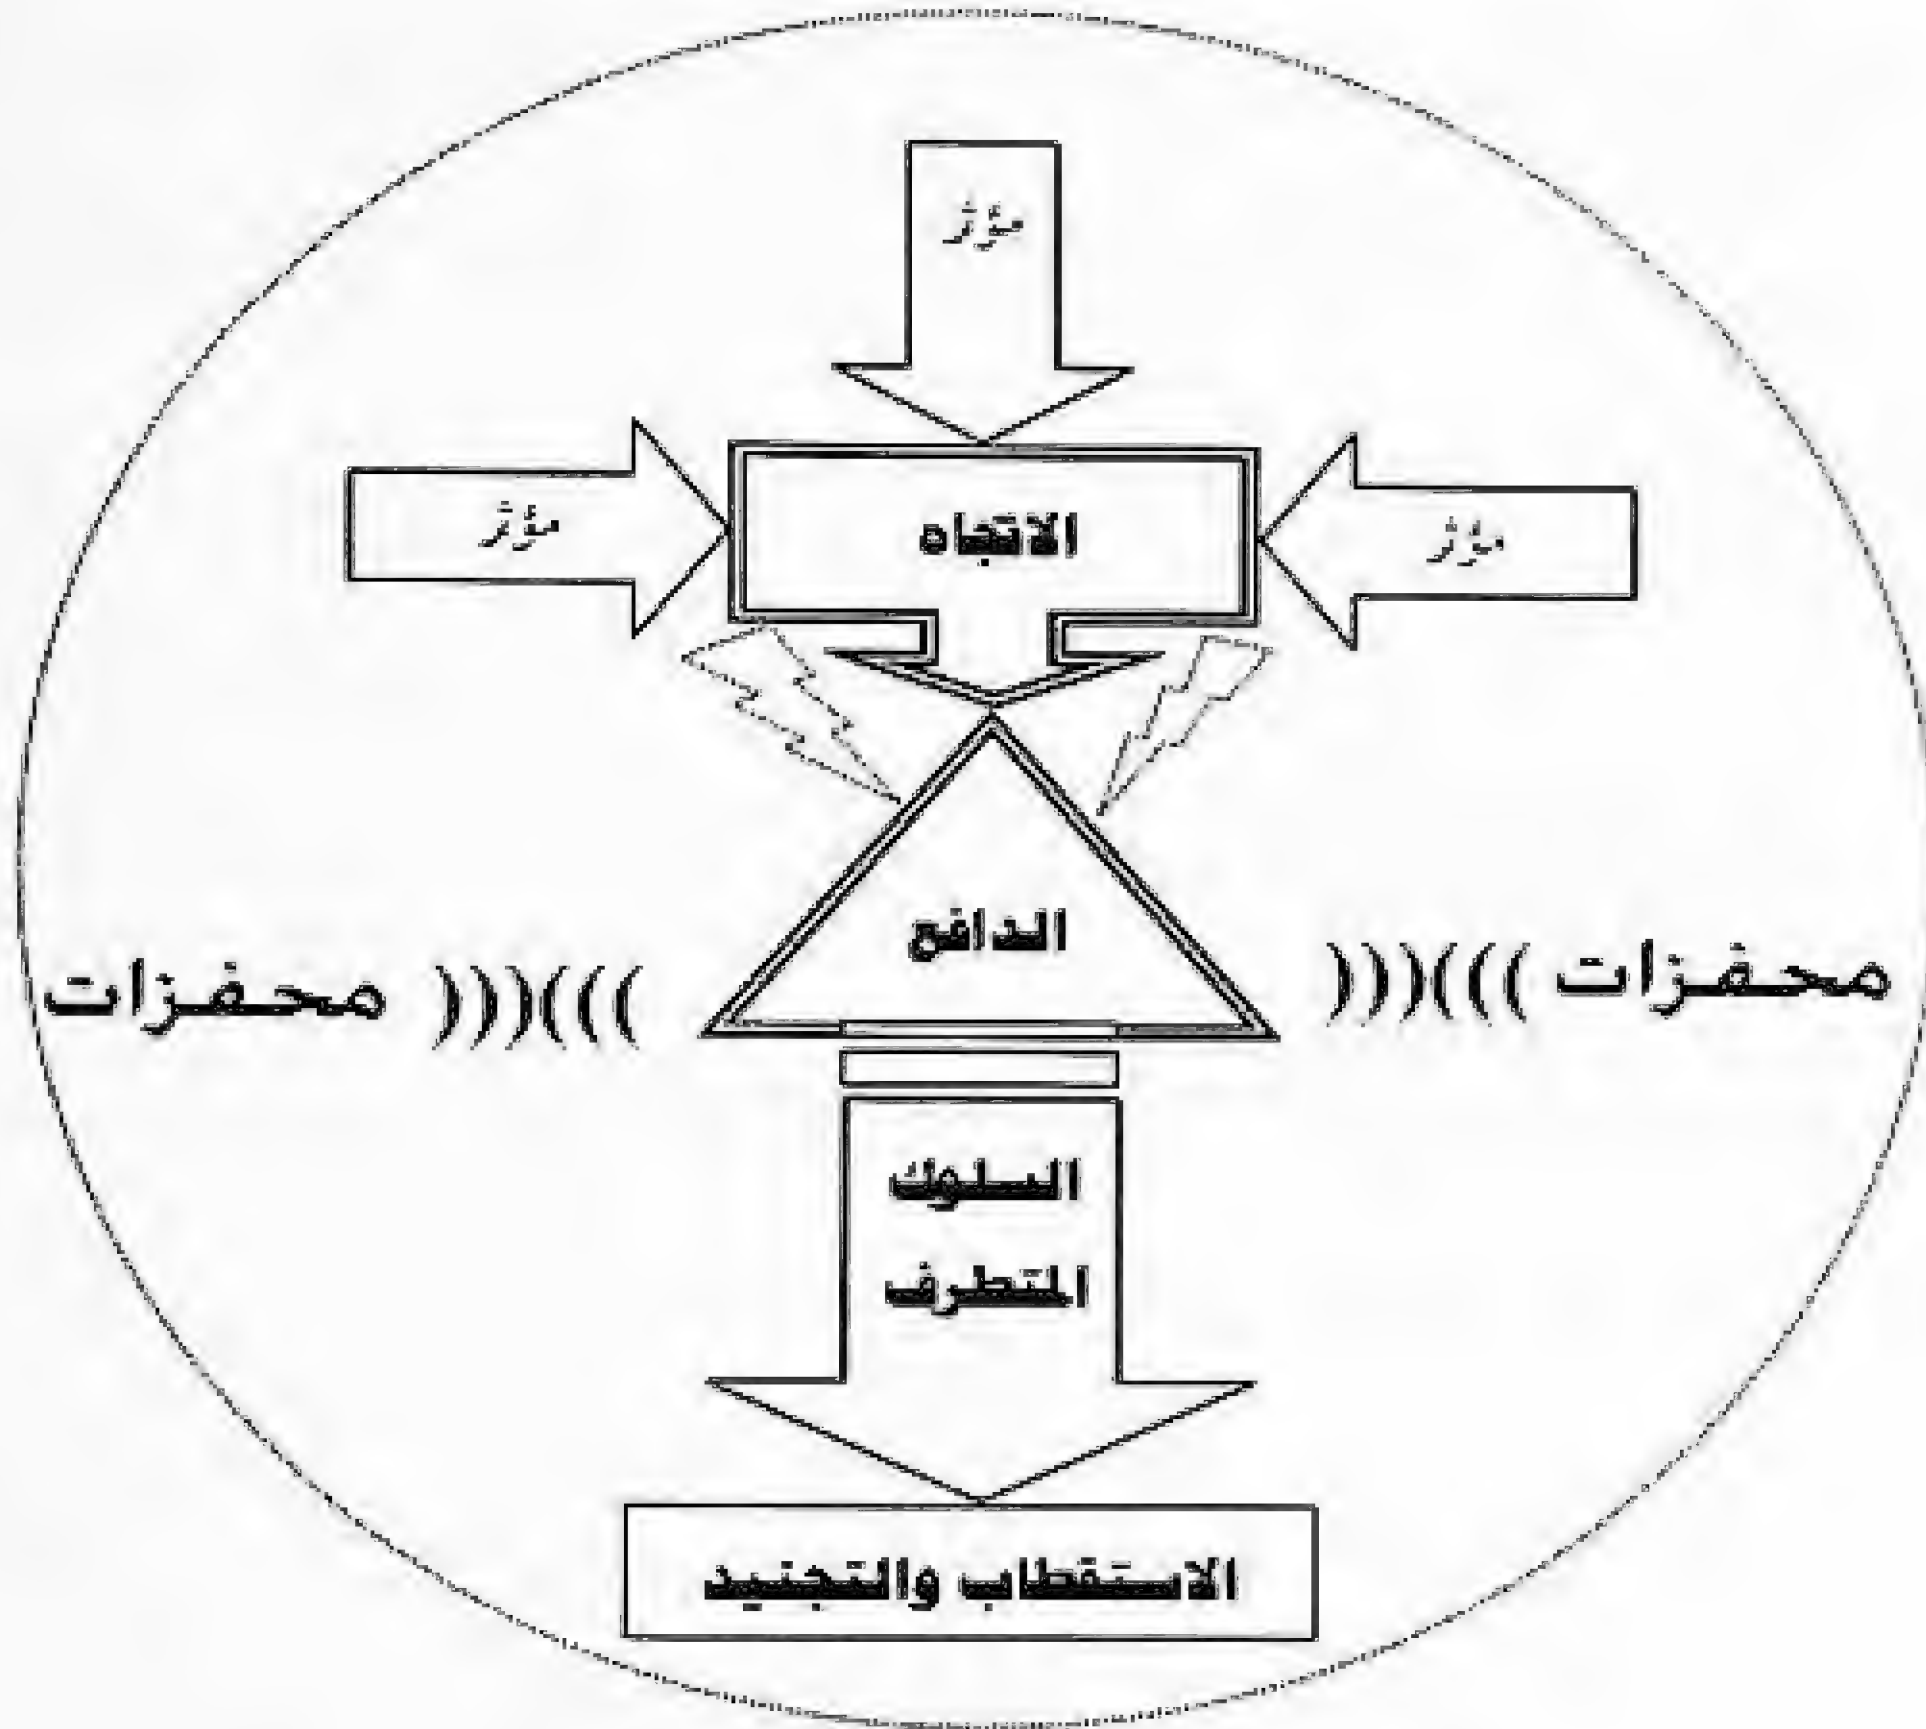 مؤثر
مؤثر
الاتجاه
مؤثر
الدافع
محفزات )))(((
)))((( محفزات
السلوك
المتطرف
الاستقطاب والتجنيد